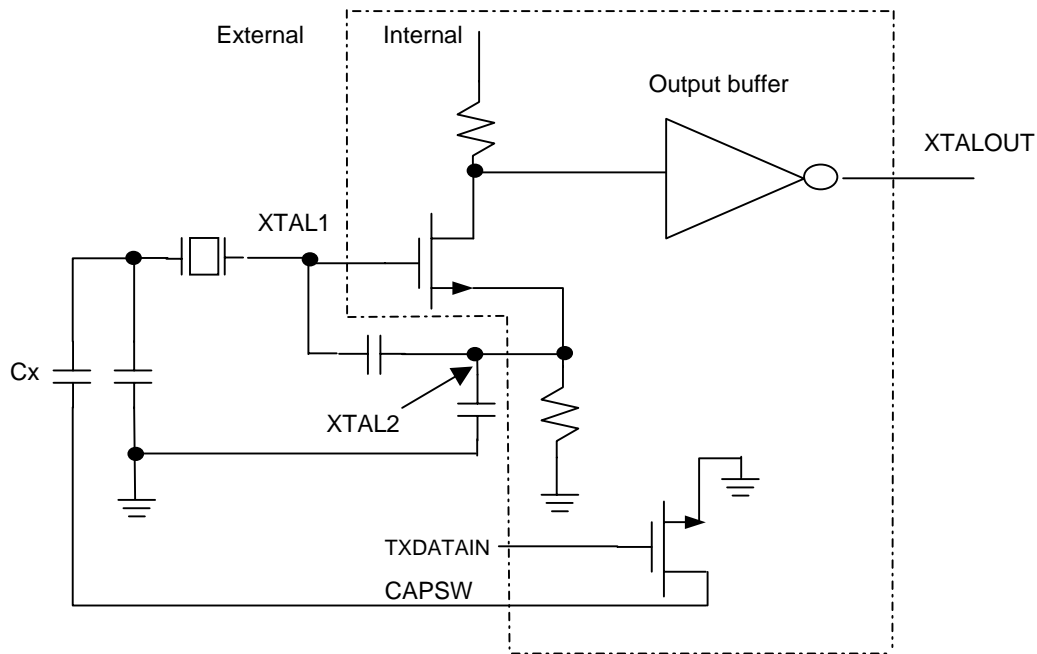 External
Internal
Output buffer
XTALOUT
XTAL1
Cx
XTAL2
TXDATAIN
CAPSW